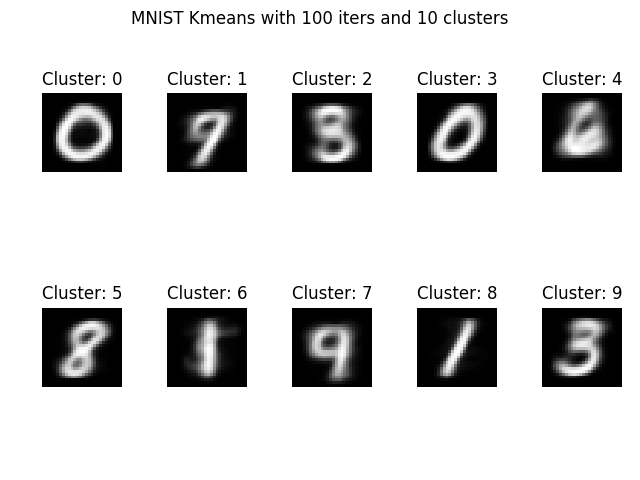 MNIST Kmeans with 100 iters and 10 clusters
Cluster: 0 Cluster: 1 Cluster: 2 Cluster: 3 Cluster: 4
Cluster: 5 Cluster: 6 Cluster: 7 Cluster: 8 Cluster: 9